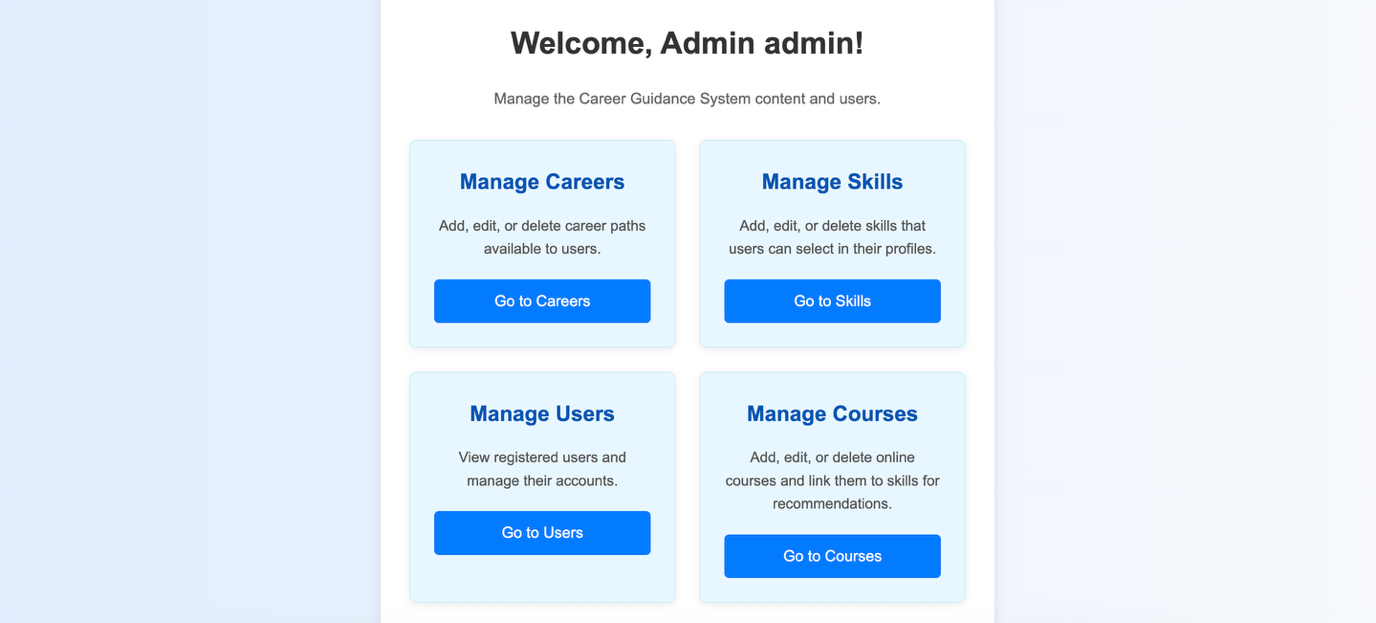 Welcome, Admin admin!
Manage the Career Guidance System content and users.
Manage Careers
Add, edit, or delete career paths
available to users.
Go to Careers
Manage Skills
Add, edit, or delete skills that
users can select in their profiles.
Go to Skills
Manage Users
View registered users and
manage their accounts.
Go to Users
Manage Courses
Add, edit, or delete online
courses and link them to skills for
recommendations.
Go to Courses